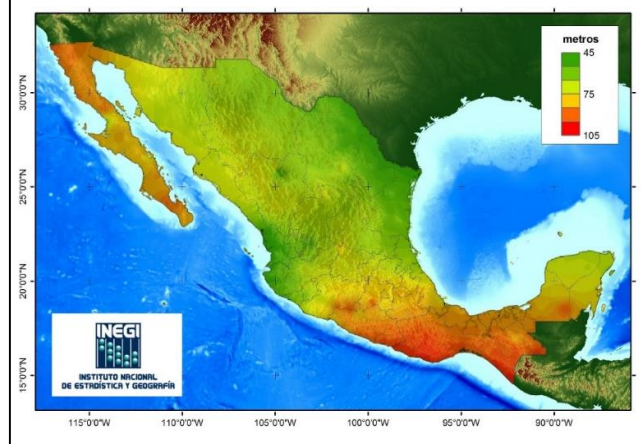 metros
45
75
105
30°0'0"N
25°0'0"N
20°0'0"N
15°0'0"N
INEGI
INSTITUTO NACIONAL
DE ESTADÍSTICA Y GEOGRAFÍA
115°0'0"W
110°0'0"W
105°0'0"W
100°0'0"W
95°0'0"W
90°0'0"W